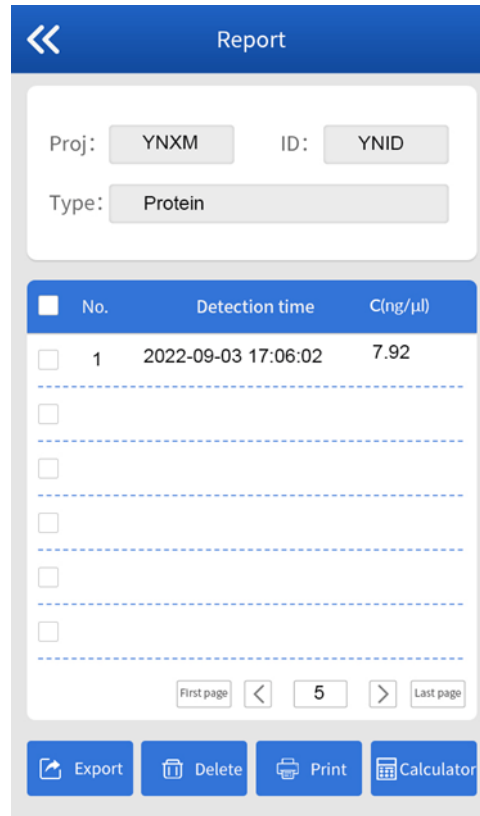 Report
Proj: YNXM ID: YNID
Type: Protein
No. Detection time C(ng/μl)
1 2022-09-03 17:06:02 7.92
First page 5 Last page
Export Delete Print Calculator